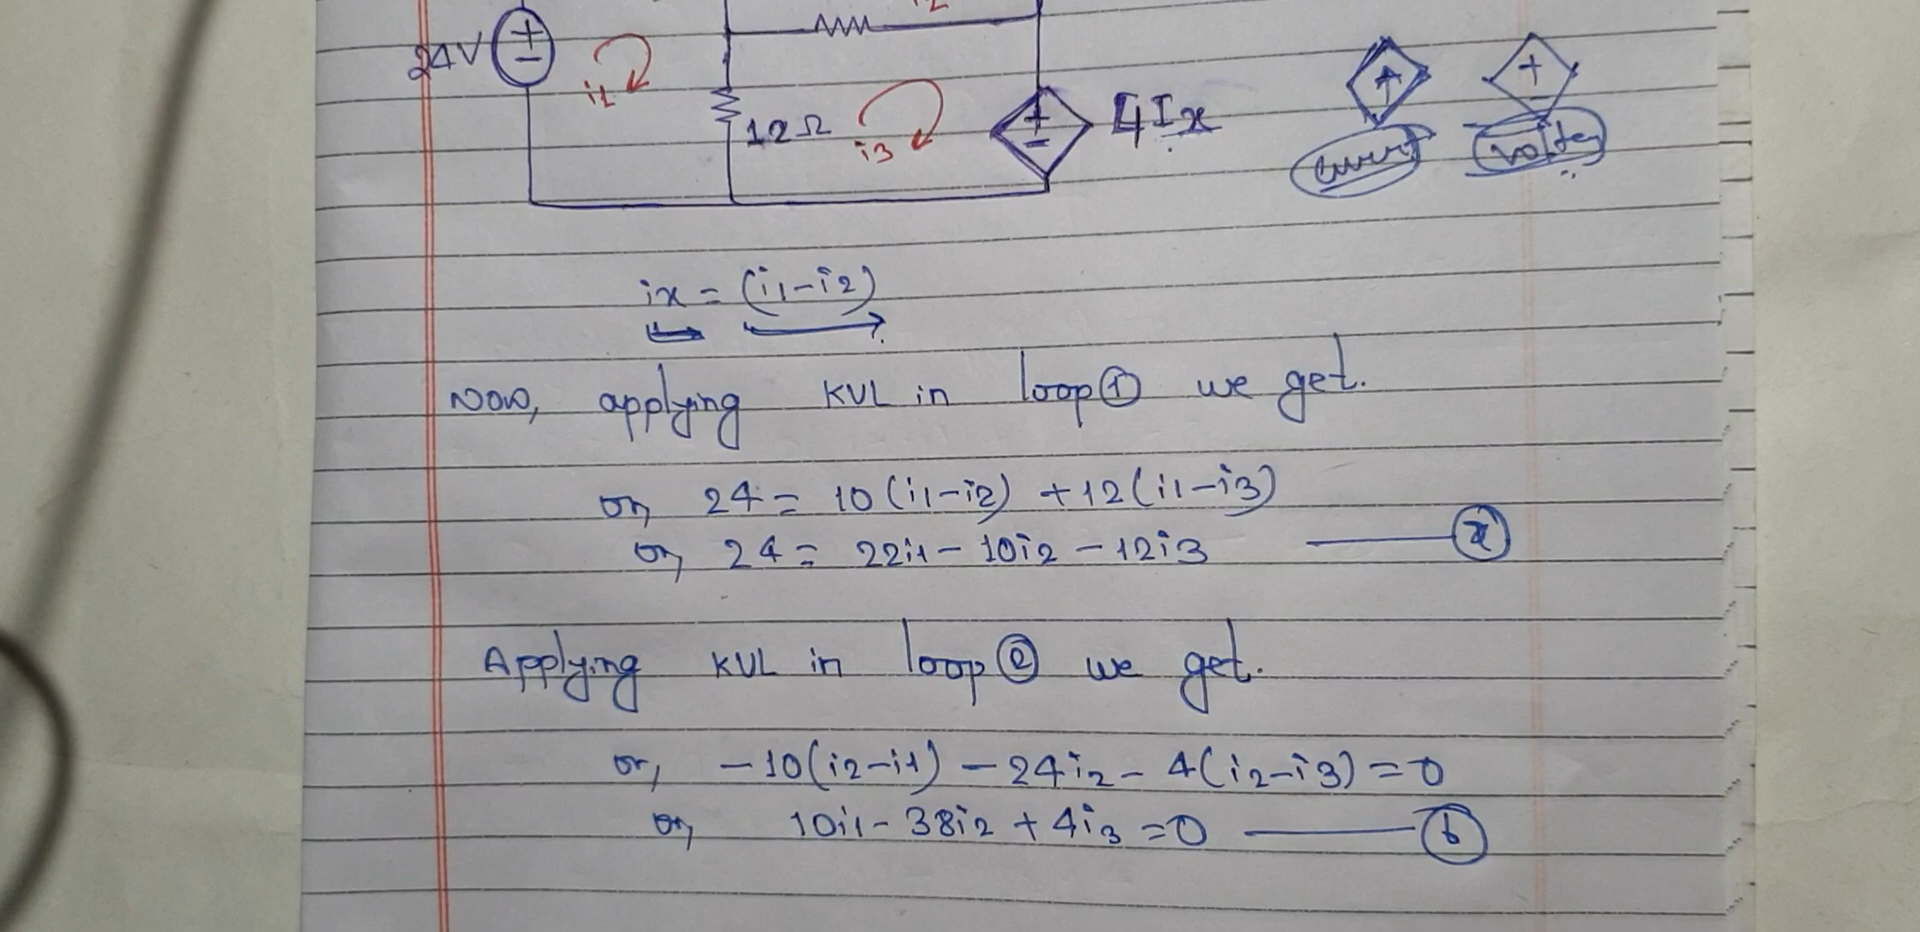 24V + - i1 i2
12Ω i3 + - 4Ix + current voltag
ix = (i1-i2)
Now, applying KVL in loop ① we get.
or, 24 = 10(i1-i2) + 12(i1-i3)
or, 24 = 22i1 - 10i2 - 12i3
Applying KVL in loop ② we get.
or, -10(i2-i1) - 24i2 - 4(i2-i3) = 0
or, 10i1 - 38i2 + 4i3 = 0 ⓑ